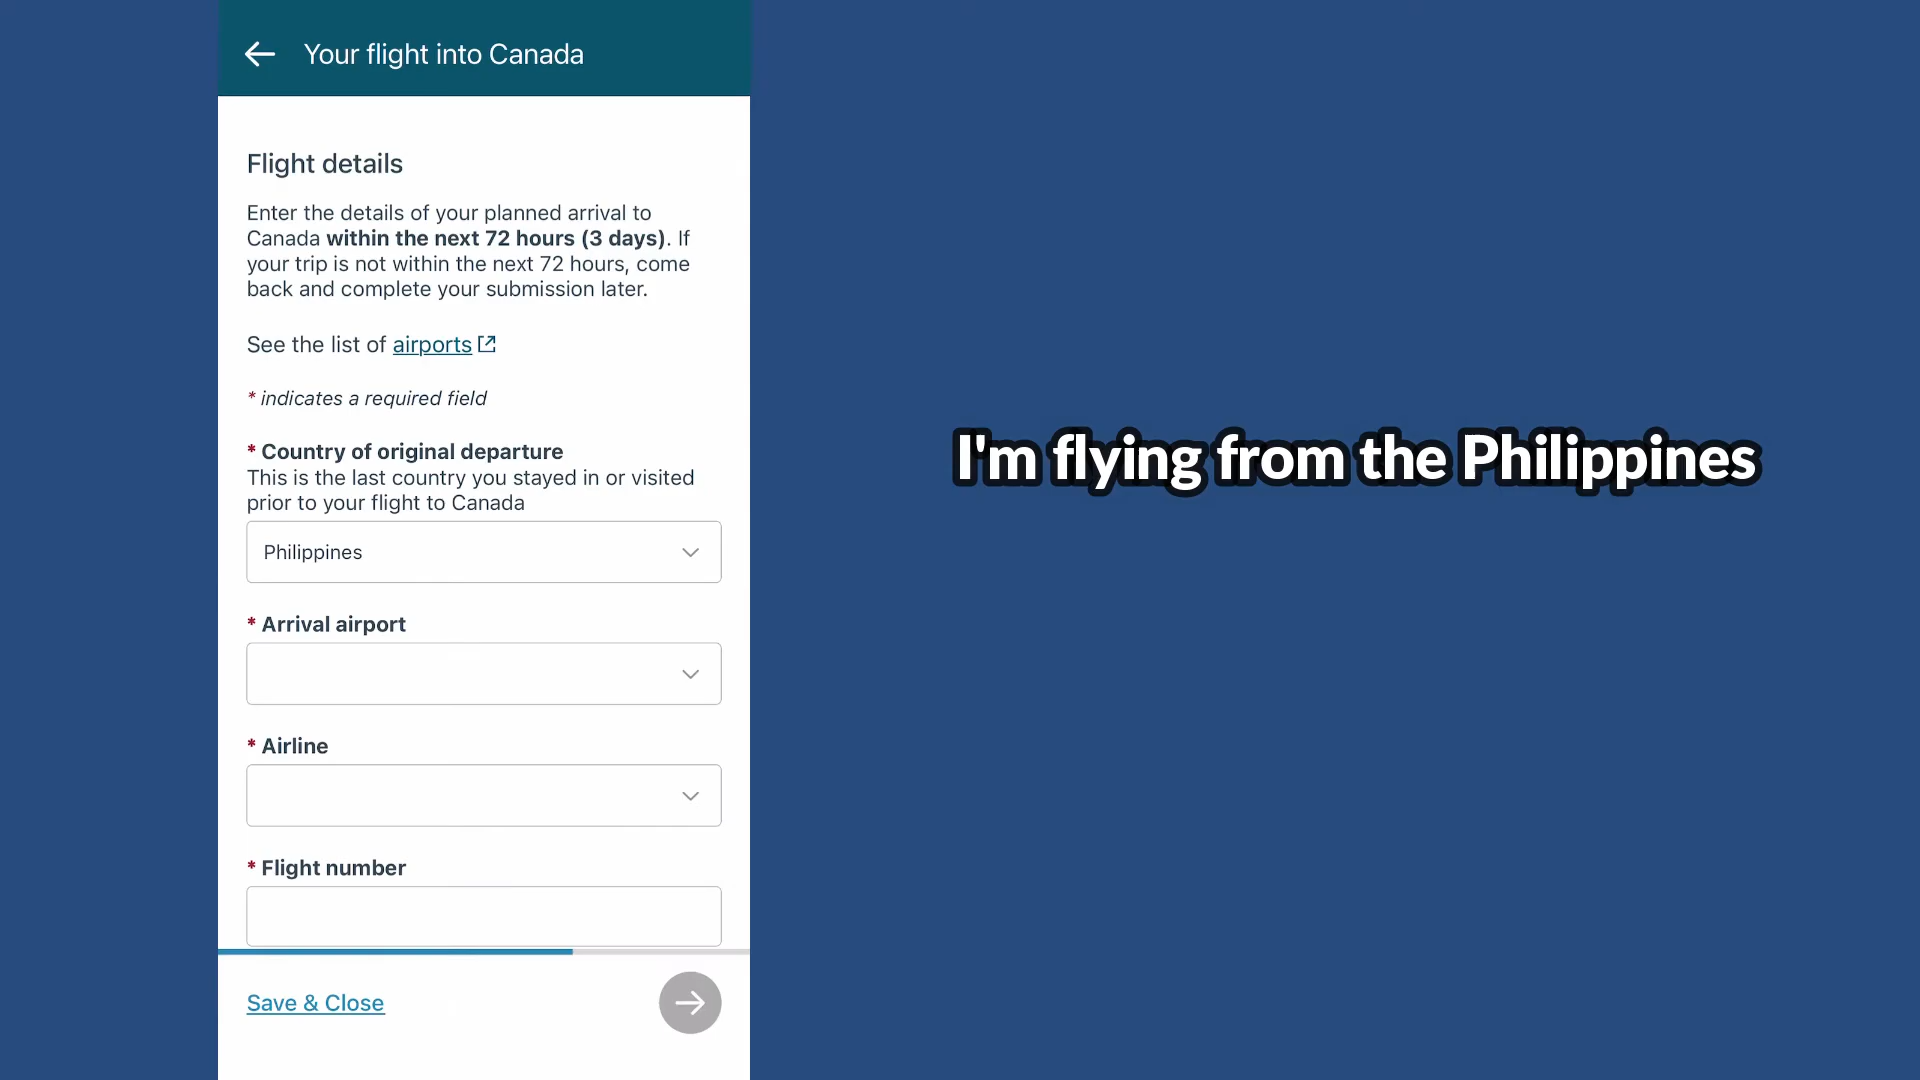 Your flight into Canada
Flight details
Enter the details of your planned arrival to
Canada within the next 72 hours (3 days). If
your trip is not within the next 72 hours, come
back and complete your submission later.
See the list of airports
* indicates a required field
* Country of original departure
This is the last country you stayed in or visited
prior to your flight to Canada
Philippines
* Arrival airport
* Airline
* Flight number
Save & Close
I'm flying from the Philippines